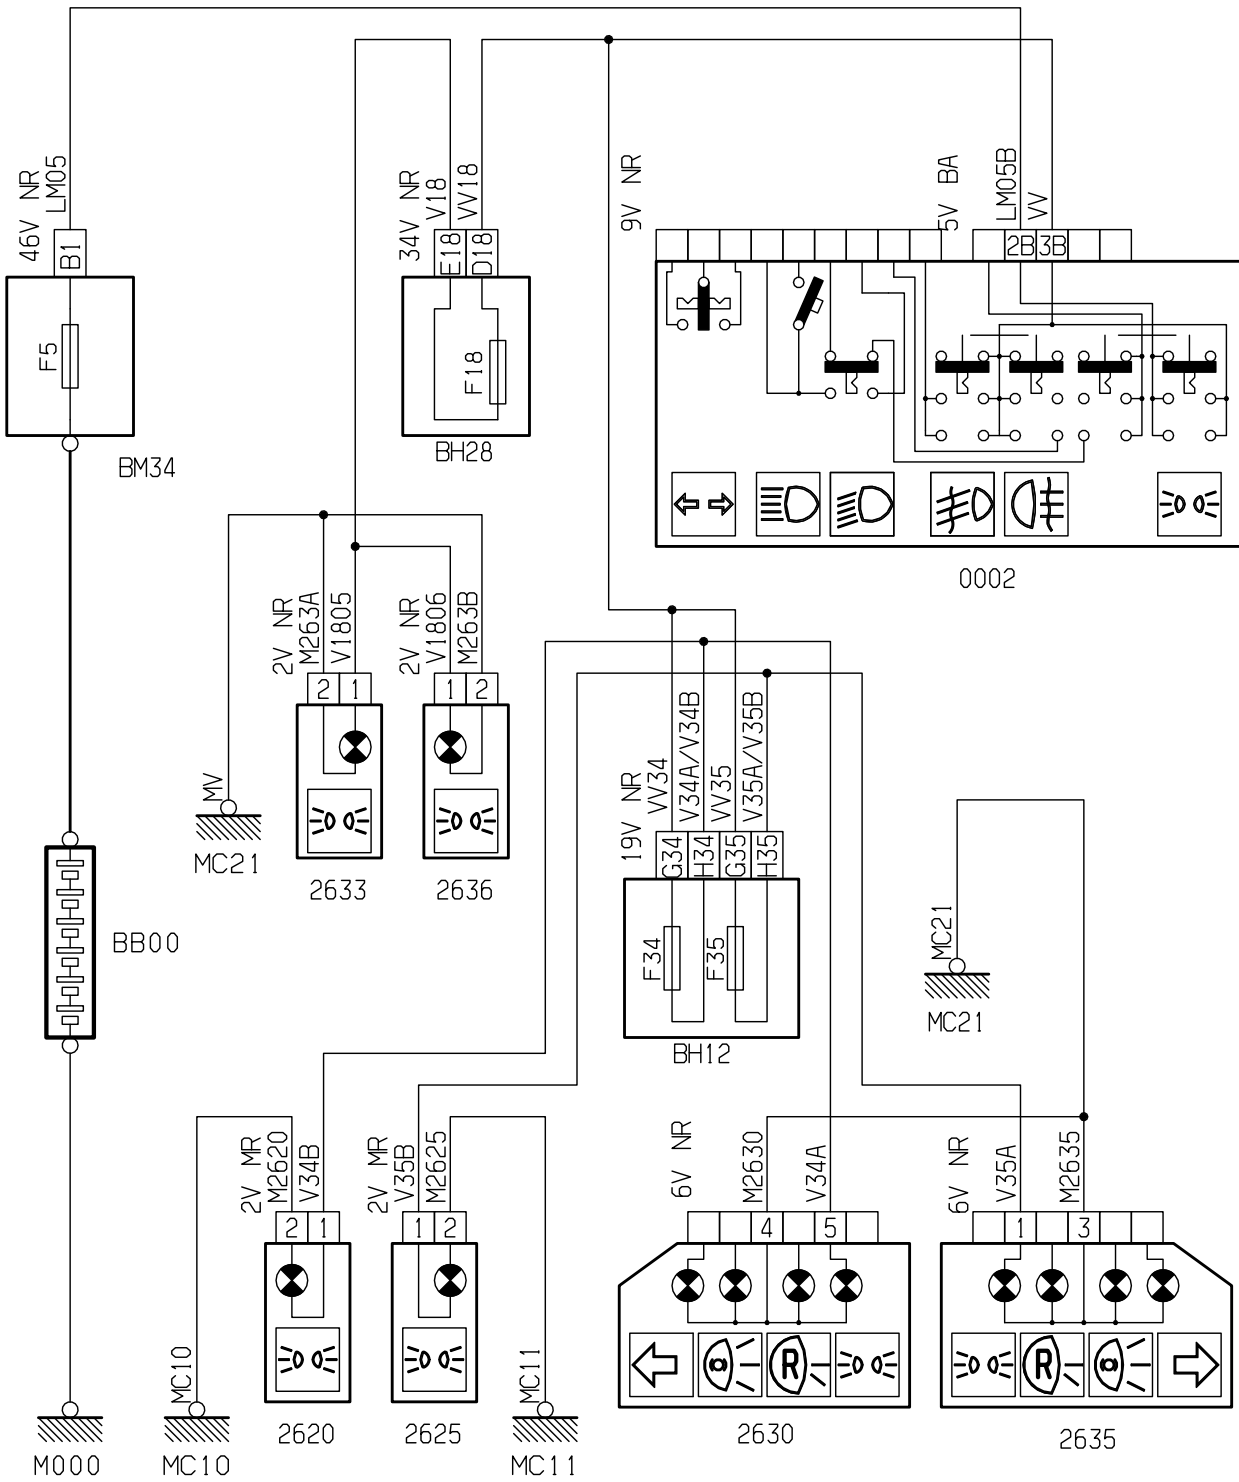 46V NR
LM05
B1
F5
BM34
34V NR
V18
VV18
E18
D18
F18
BH28
9V NR
5V BA
LM05B
VV
2B
3B
0002
2V NR
M263A
V1805
2
1
2633
2V NR
V1806
M263B
1
2
2636
MV
MC21
BB00
19V NR
VV34
V34A/V34B
VV35
V35A/V35B
G34
H34
G35
H35
F34
F35
BH12
MC21
MC21
2V MR
M2620
V34B
2
1
2620
2V MR
V35B
M2625
1
2
2625
6V NR
M2630
V34A
4
5
R
2630
6V NR
V35A
M2635
1
3
R
2635
M000
MC10
MC10
MC11
MC11